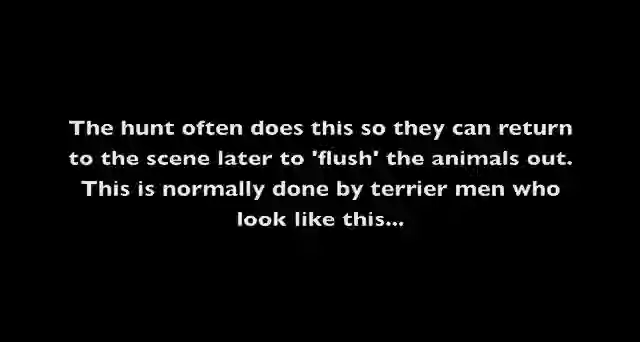 The hunt often does this so they can return
to the scene later to 'flush' the animals out.
This is normally done by terrier men who
look like this...